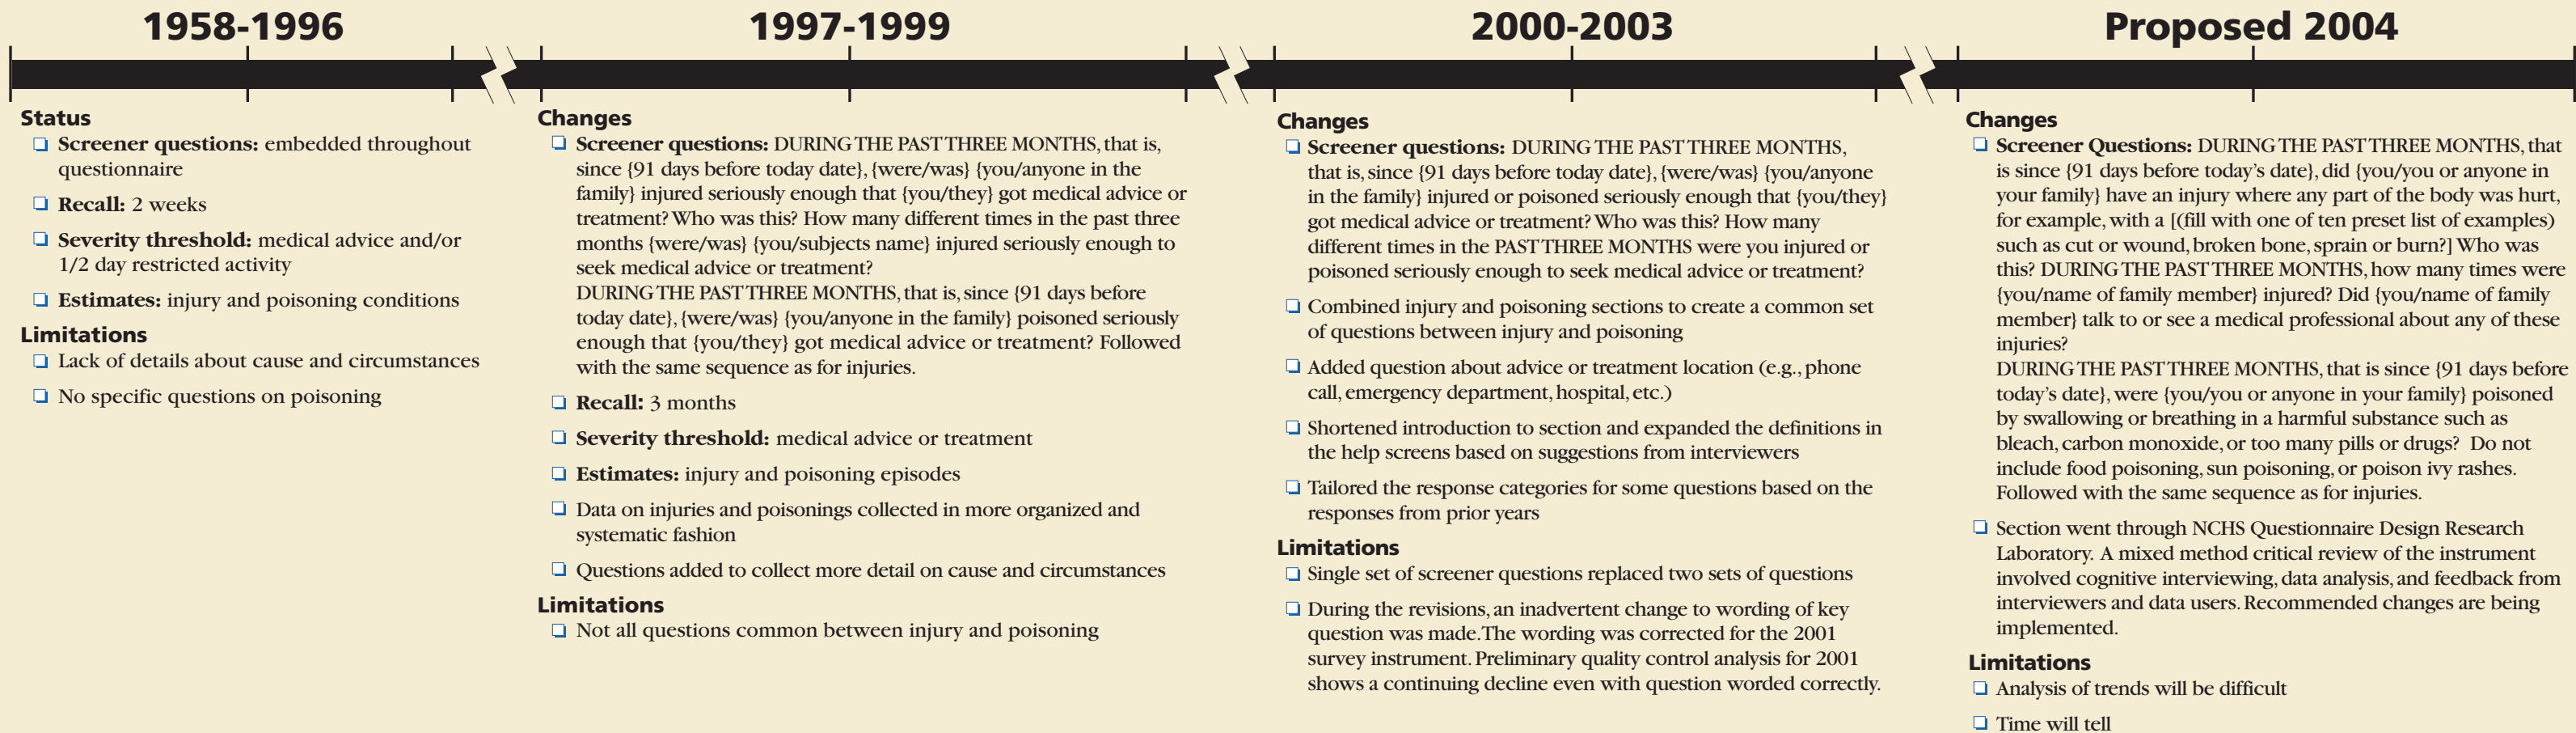 1958-1996
Status
Screener questions: embedded throughout
questionnaire
Recall: 2 weeks
Severity threshold: medical advice and/or
1/2 day restricted activity
Estimates: injury and poisoning conditions
Limitations
Lack of details about cause and circumstances
No specific questions on poisoning
1997-1999
Changes
Screener questions: DURING THE PAST THREE MONTHS, that is,
since {91 days before today date}, {were/was} {you/anyone in the
family} injured seriously enough that {you/they} got medical advice or
treatment? Who was this? How many different times in the past three
months {were/was} {you/subjects name} injured seriously enough to
seek medical advice or treatment?
DURING THE PAST THREE MONTHS, that is, since {91 days before
today date}, {were/was} {you/anyone in the family} poisoned seriously
enough that {you/they} got medical advice or treatment? Followed
with the same sequence as for injuries.
Recall: 3 months
Severity threshold: medical advice or treatment
Estimates: injury and poisoning episodes
Data on injuries and poisonings collected in more organized and
systematic fashion
Questions added to collect more detail on cause and circumstances
Limitations
Not all questions common between injury and poisoning
2000-2003
Changes
Screener questions: DURING THE PAST THREE MONTHS,
that is, since {91 days before today date}, {were/was} {you/anyone
in the family} injured or poisoned seriously enough that {you/they}
got medical advice or treatment? Who was this? How many
different times in the PAST THREE MONTHS were you injured or
poisoned seriously enough to seek medical advice or treatment?
Combined injury and poisoning sections to create a common set
of questions between injury and poisoning
Added question about advice or treatment location (e.g., phone
call, emergency department, hospital, etc.)
Shortened introduction to section and expanded the definitions in
the help screens based on suggestions from interviewers
Tailored the response categories for some questions based on the
responses from prior years
Limitations
Single set of screener questions replaced two sets of questions
During the revisions, an inadvertent change to wording of key
question was made. The wording was corrected for the 2001
survey instrument. Preliminary quality control analysis for 2001
shows a continuing decline even with question worded correctly.
Proposed 2004
Changes
Screener Questions: DURING THE PAST THREE MONTHS, that
is since {91 days before today's date}, did {you/you or anyone in
your family} have an injury where any part of the body was hurt,
for example, with a [(fill with one of ten preset list of examples)
such as cut or wound, broken bone, sprain or burn?] Who was
this? DURING THE PAST THREE MONTHS, how many times were
{you/name of family member} injured? Did {you/name of family
member} talk to or see a medical professional about any of these
injuries?
DURING THE PAST THREE MONTHS, that is since {91 days before
today's date}, were {you/you or anyone in your family} poisoned
by swallowing or breathing in a harmful substance such as
bleach, carbon monoxide, or too many pills or drugs? Do not
include food poisoning, sun poisoning, or poison ivy rashes.
Followed with the same sequence as for injuries.
Section went through NCHS Questionnaire Design Research
Laboratory. A mixed method critical review of the instrument
involved cognitive interviewing, data analysis, and feedback from
interviewers and data users. Recommended changes are being
implemented.
Limitations
Analysis of trends will be difficult
Time will tell